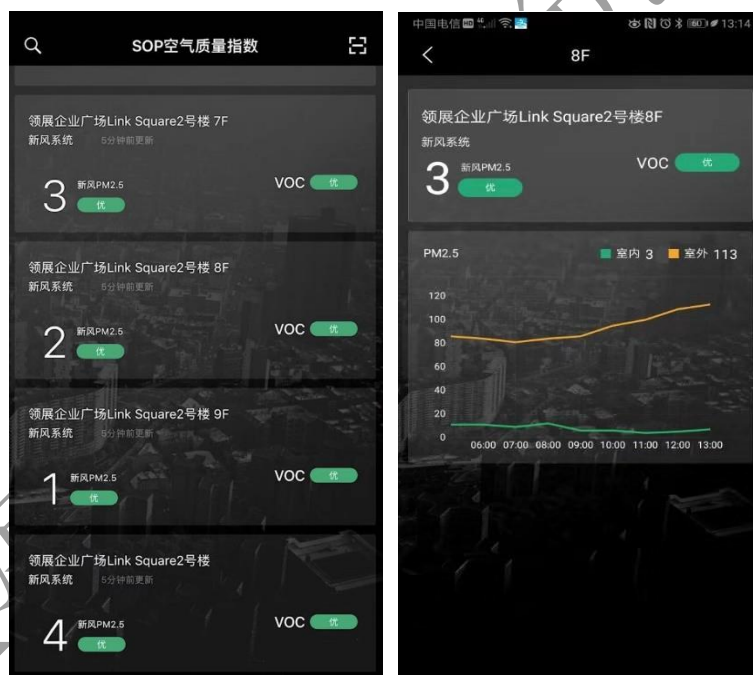 SOP空气质量指数
领展企业广场Link Square2号楼 7F
新风系统 5分钟前更新
3 新风PM2.5
优
VOC 优
领展企业广场Link Square2号楼 8F
新风系统 5分钟前更新
2 新风PM2.5
优
VOC 优
领展企业广场Link Square2号楼 9F
新风系统 5分钟前更新
1 新风PM2.5
优
VOC 优
领展企业广场Link Square2号楼
新风系统 5分钟前更新
4 新风PM2.5
优
VOC 优
中国电信 HD 46 60 13:14
8F
领展企业广场Link Square2号楼8F
新风系统
3 新风PM2.5
优
VOC 优
PM2.5 室内 3 室外 113
120
100
80
60
40
20
0
06:00 07:00 08:00 09:00 10:00 11:00 12:00 13:00